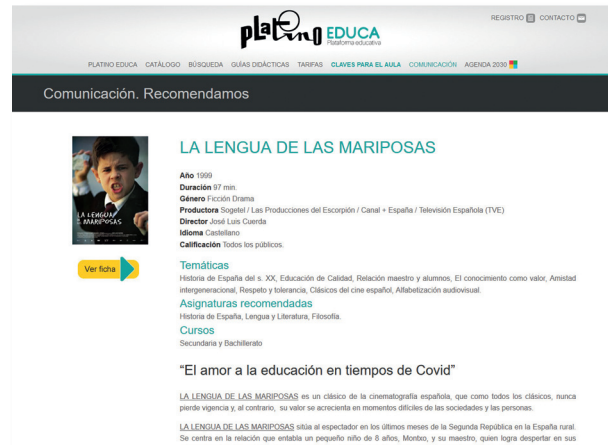 platino EDUCA
Plataforma educativa
REGISTRO CONTACTO
PLATINO EDUCA CATÁLOGO BÚSQUEDA GUÍAS DIDÁCTICAS TARIFAS CLAVES PARA EL AULA COMUNICACIÓN AGENDA 2030
Comunicación. Recomendamos
LA LENGUA DE LAS MARIPOSAS
LA LENGUA DE LAS MARIPOSAS
Año 1999
Duración 97 min.
Género Ficción Drama
Productora Sogetel / Las Producciones del Escorpión / Canal + España / Televisión Española (TVE)
Director José Luis Cuerda
Idioma Castellano
Calificación Todos los públicos.
Ver ficha
Temáticas
Historia de España del s. XX, Educación de Calidad, Relación maestro y alumnos, El conocimiento como valor, Amistad
intergeneracional, Respeto y tolerancia, Clásicos del cine español, Alfabetización audiovisual.
Asignaturas recomendadas
Historia de España, Lengua y Literatura, Filosofía.
Cursos
Secundaria y Bachillerato
“El amor a la educación en tiempos de Covid”
LA LENGUA DE LAS MARIPOSAS es un clásico de la cinematografía española, que como todos los clásicos, nunca
pierde vigencia y, al contrario, su valor se acrecienta en momentos difíciles de las sociedades y las personas.
LA LENGUA DE LAS MARIPOSAS sitúa al espectador en los últimos meses de la Segunda República en la España rural.
Se centra en la relación que entabla un pequeño niño de 8 años, Montxo, y su maestro, quien logra despertar en sus